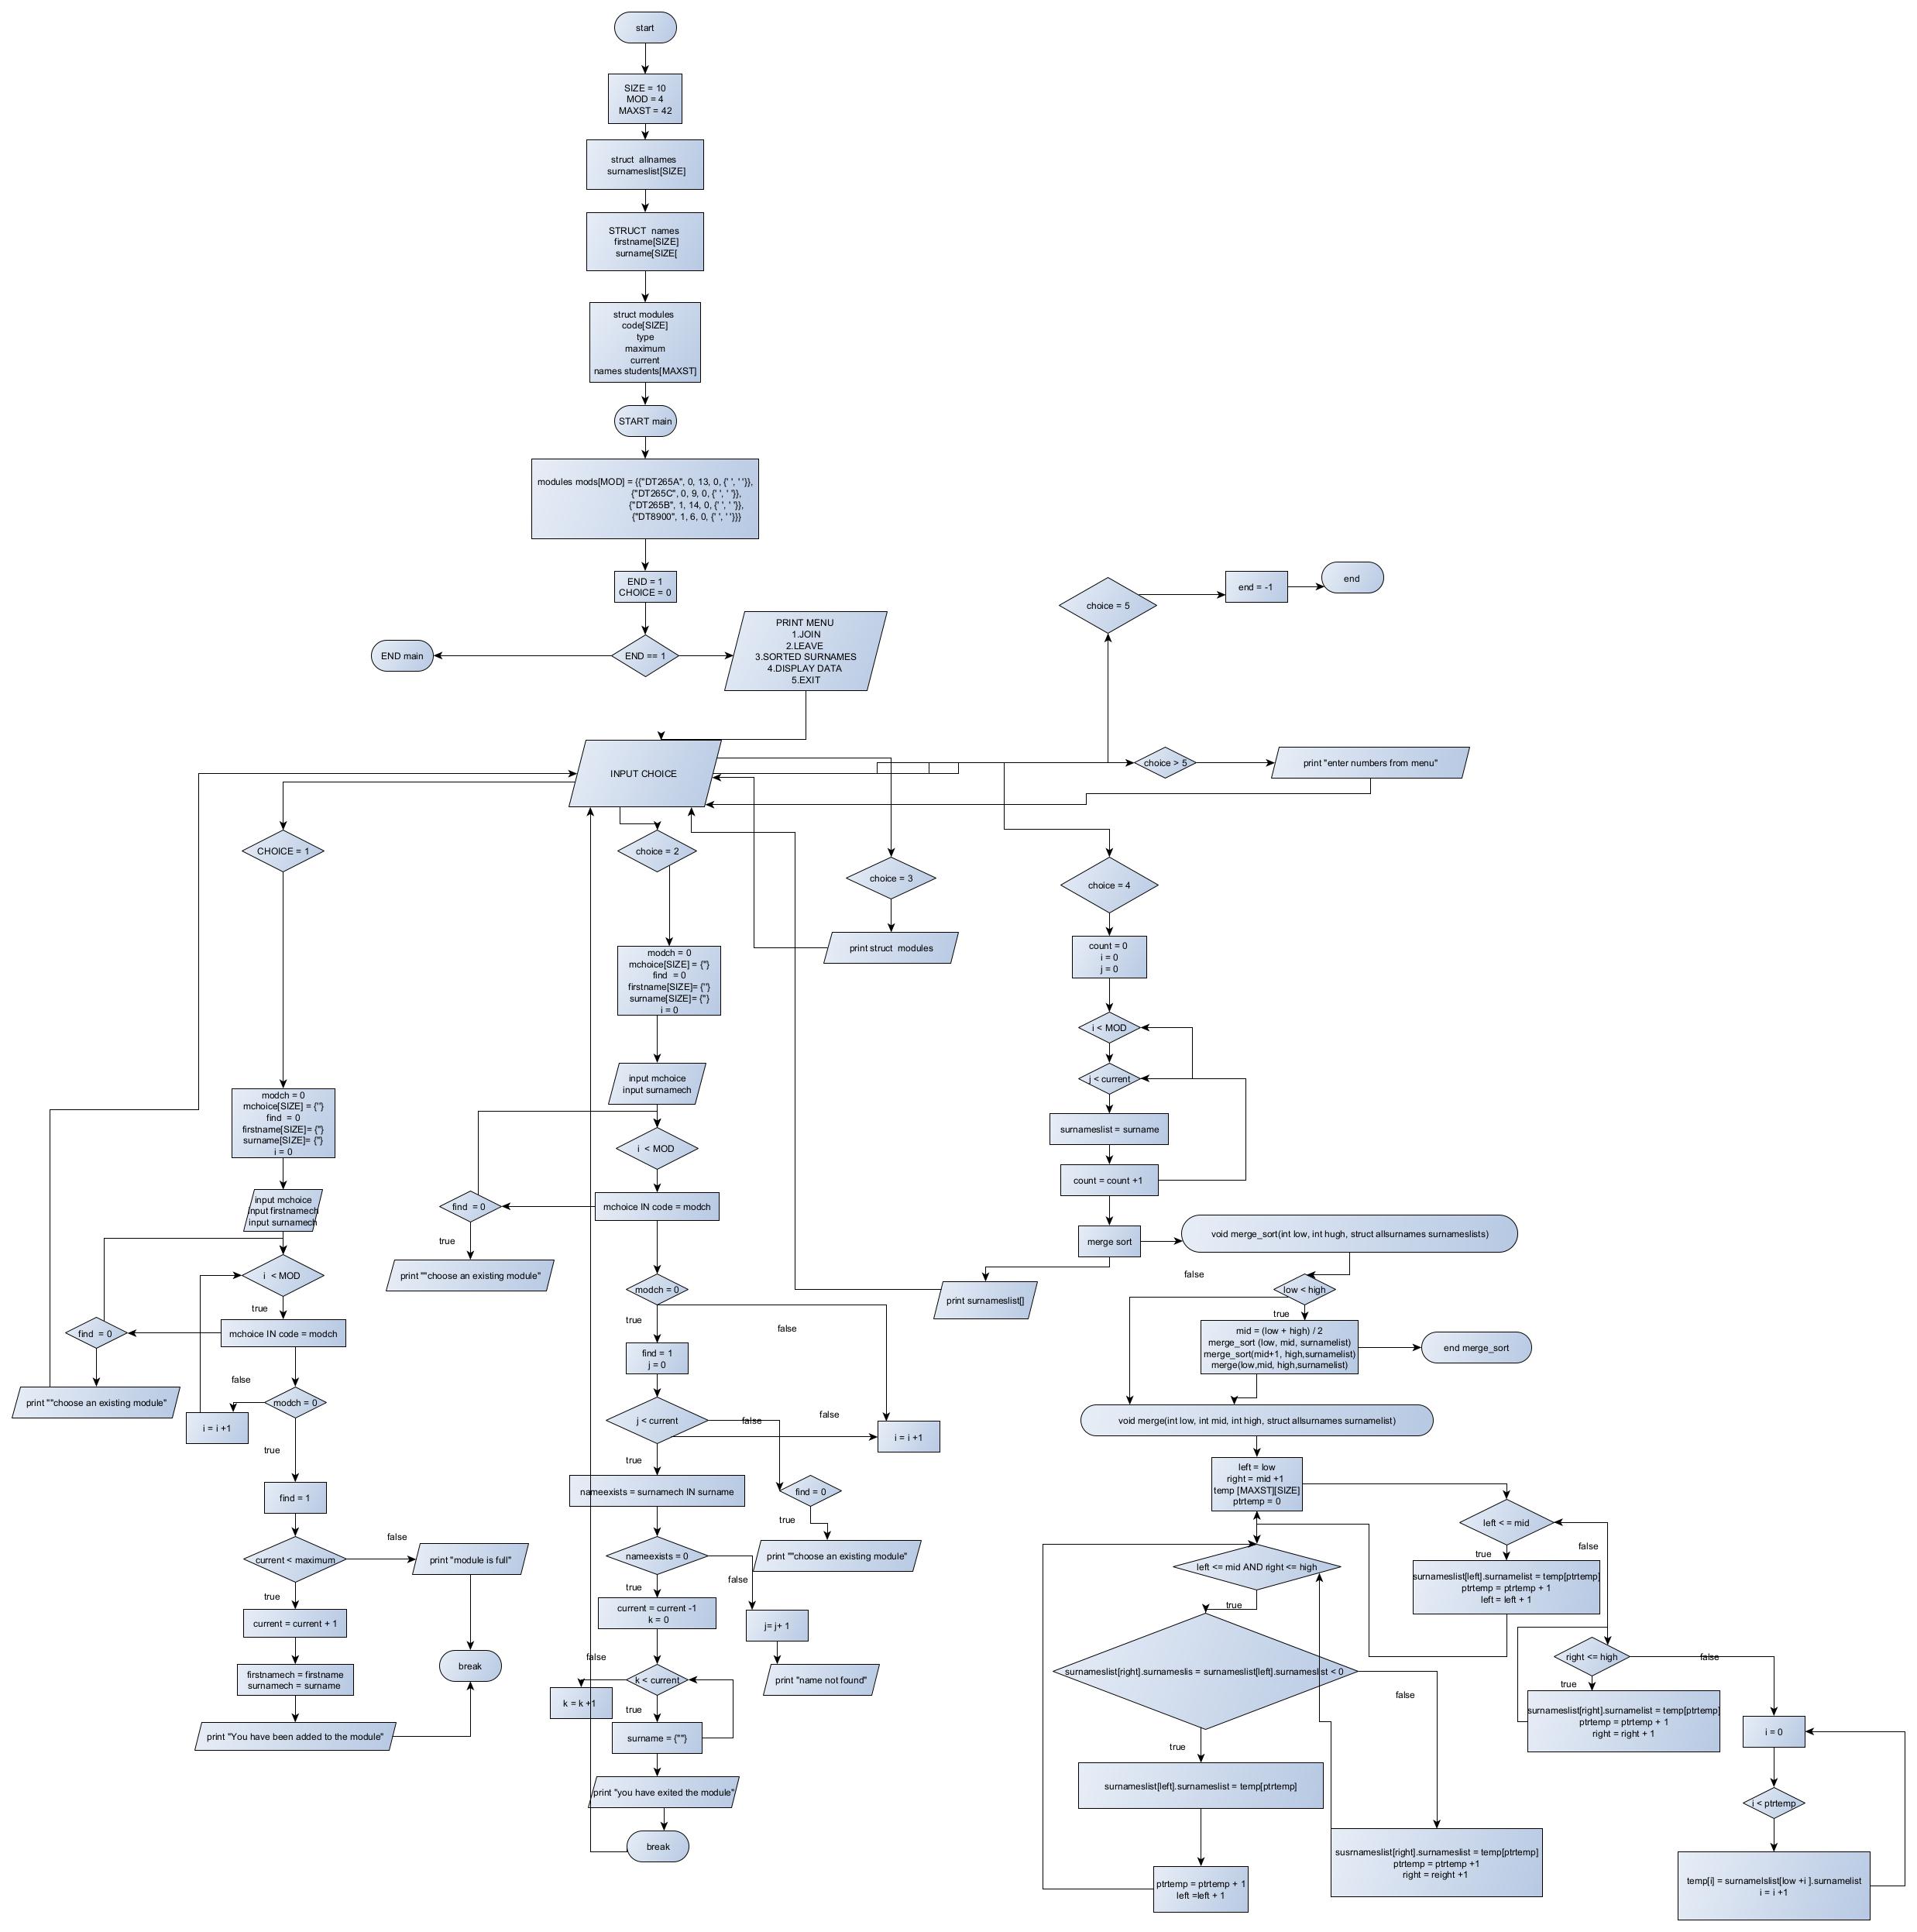 start
SIZE = 10
MOD = 4
MAXST = 42
struct  allnames
surnameslist[SIZE]
STRUCT  names
firstname[SIZE]
surname[SIZE[
struct modules
code[SIZE]
type
maximum
current
names students[MAXST]
START main
modules mods[MOD] = {{"DT265A", 0, 13, 0, {' ', ' '}},
{"DT265C", 0, 9, 0, {' ', ' '}},
{"DT265B", 1, 14, 0, {' ', ' '}},
{"DT8900", 1, 6, 0, {' ', ' '}}}
END = 1
CHOICE = 0
END == 1
END main
PRINT MENU
1.JOIN
2.LEAVE
3.SORTED SURNAMES
4.DISPLAY DATA
5.EXIT
choice = 5
end = -1
end
INPUT CHOICE
choice > 5
print "enter numbers from menu"
CHOICE = 1
modch = 0
mchoice[SIZE] = {''}
find  = 0
firstname[SIZE]= {''}
surname[SIZE]= {''}
i = 0
input mchoice
input firstnamech
input surnamech
i  < MOD
true
mchoice IN code = modch
find  = 0
print ""choose an existing module"
false
modch = 0
i = i +1
true
find = 1
current < maximum
false
print "module is full"
true
current = current + 1
firstnamech = firstname
surnamech = surname
print "You have been added to the module"
break
choice = 2
modch = 0
mchoice[SIZE] = {''}
find  = 0
firstname[SIZE]= {''}
surname[SIZE]= {''}
i = 0
input mchoice
input surnamech
i  < MOD
mchoice IN code = modch
find  = 0
true
print ""choose an existing module"
modch = 0
true
false
find = 1
j = 0
j < current
false
false
i = i +1
true
nameexists = surnamech IN surname
find = 0
true
print ""choose an existing module"
nameexists = 0
false
true
current = current -1
k = 0
j= j+ 1
print "name not found"
false
k < current
k = k +1
true
surname = {""}
print "you have exited the module"
break
choice = 3
print struct  modules
choice = 4
count = 0
i = 0
j = 0
i < MOD
j < current
surnameslist = surname
count = count +1
merge sort
print surnameslist[]
void merge_sort(int low, int hugh, struct allsurnames surnameslists)
false
low < high
true
mid = (low + high) / 2
merge_sort (low, mid, surnamelist)
merge_sort(mid+1, high,surnamelist)
merge(low,mid, high,surnamelist)
end merge_sort
void merge(int low, int mid, int high, struct allsurnames surnamelist)
left = low
right = mid +1
temp [MAXST][SIZE]
ptrtemp = 0
left <= mid AND right <= high
true
surnameslist[right].surnameslis = surnameslist[left].surnameslist < 0
false
true
surnameslist[left].surnameslist = temp[ptrtemp]
ptrtemp = ptrtemp + 1
left =left + 1
susrnameslist[right].surnameslist = temp[ptrtemp]
ptrtemp = ptrtemp +1
right = reight +1
left < = mid
true
false
surnameslist[left].surnamelist = temp[ptrtemp]
ptrtemp = ptrtemp + 1
left = left + 1
right <= high
false
true
surnameslist[right].surnamelist = temp[ptrtemp]
ptrtemp = ptrtemp + 1
right = right + 1
i = 0
i < ptrtemp
temp[i] = surnamelslist[low +i ].surnamelist
i = i +1